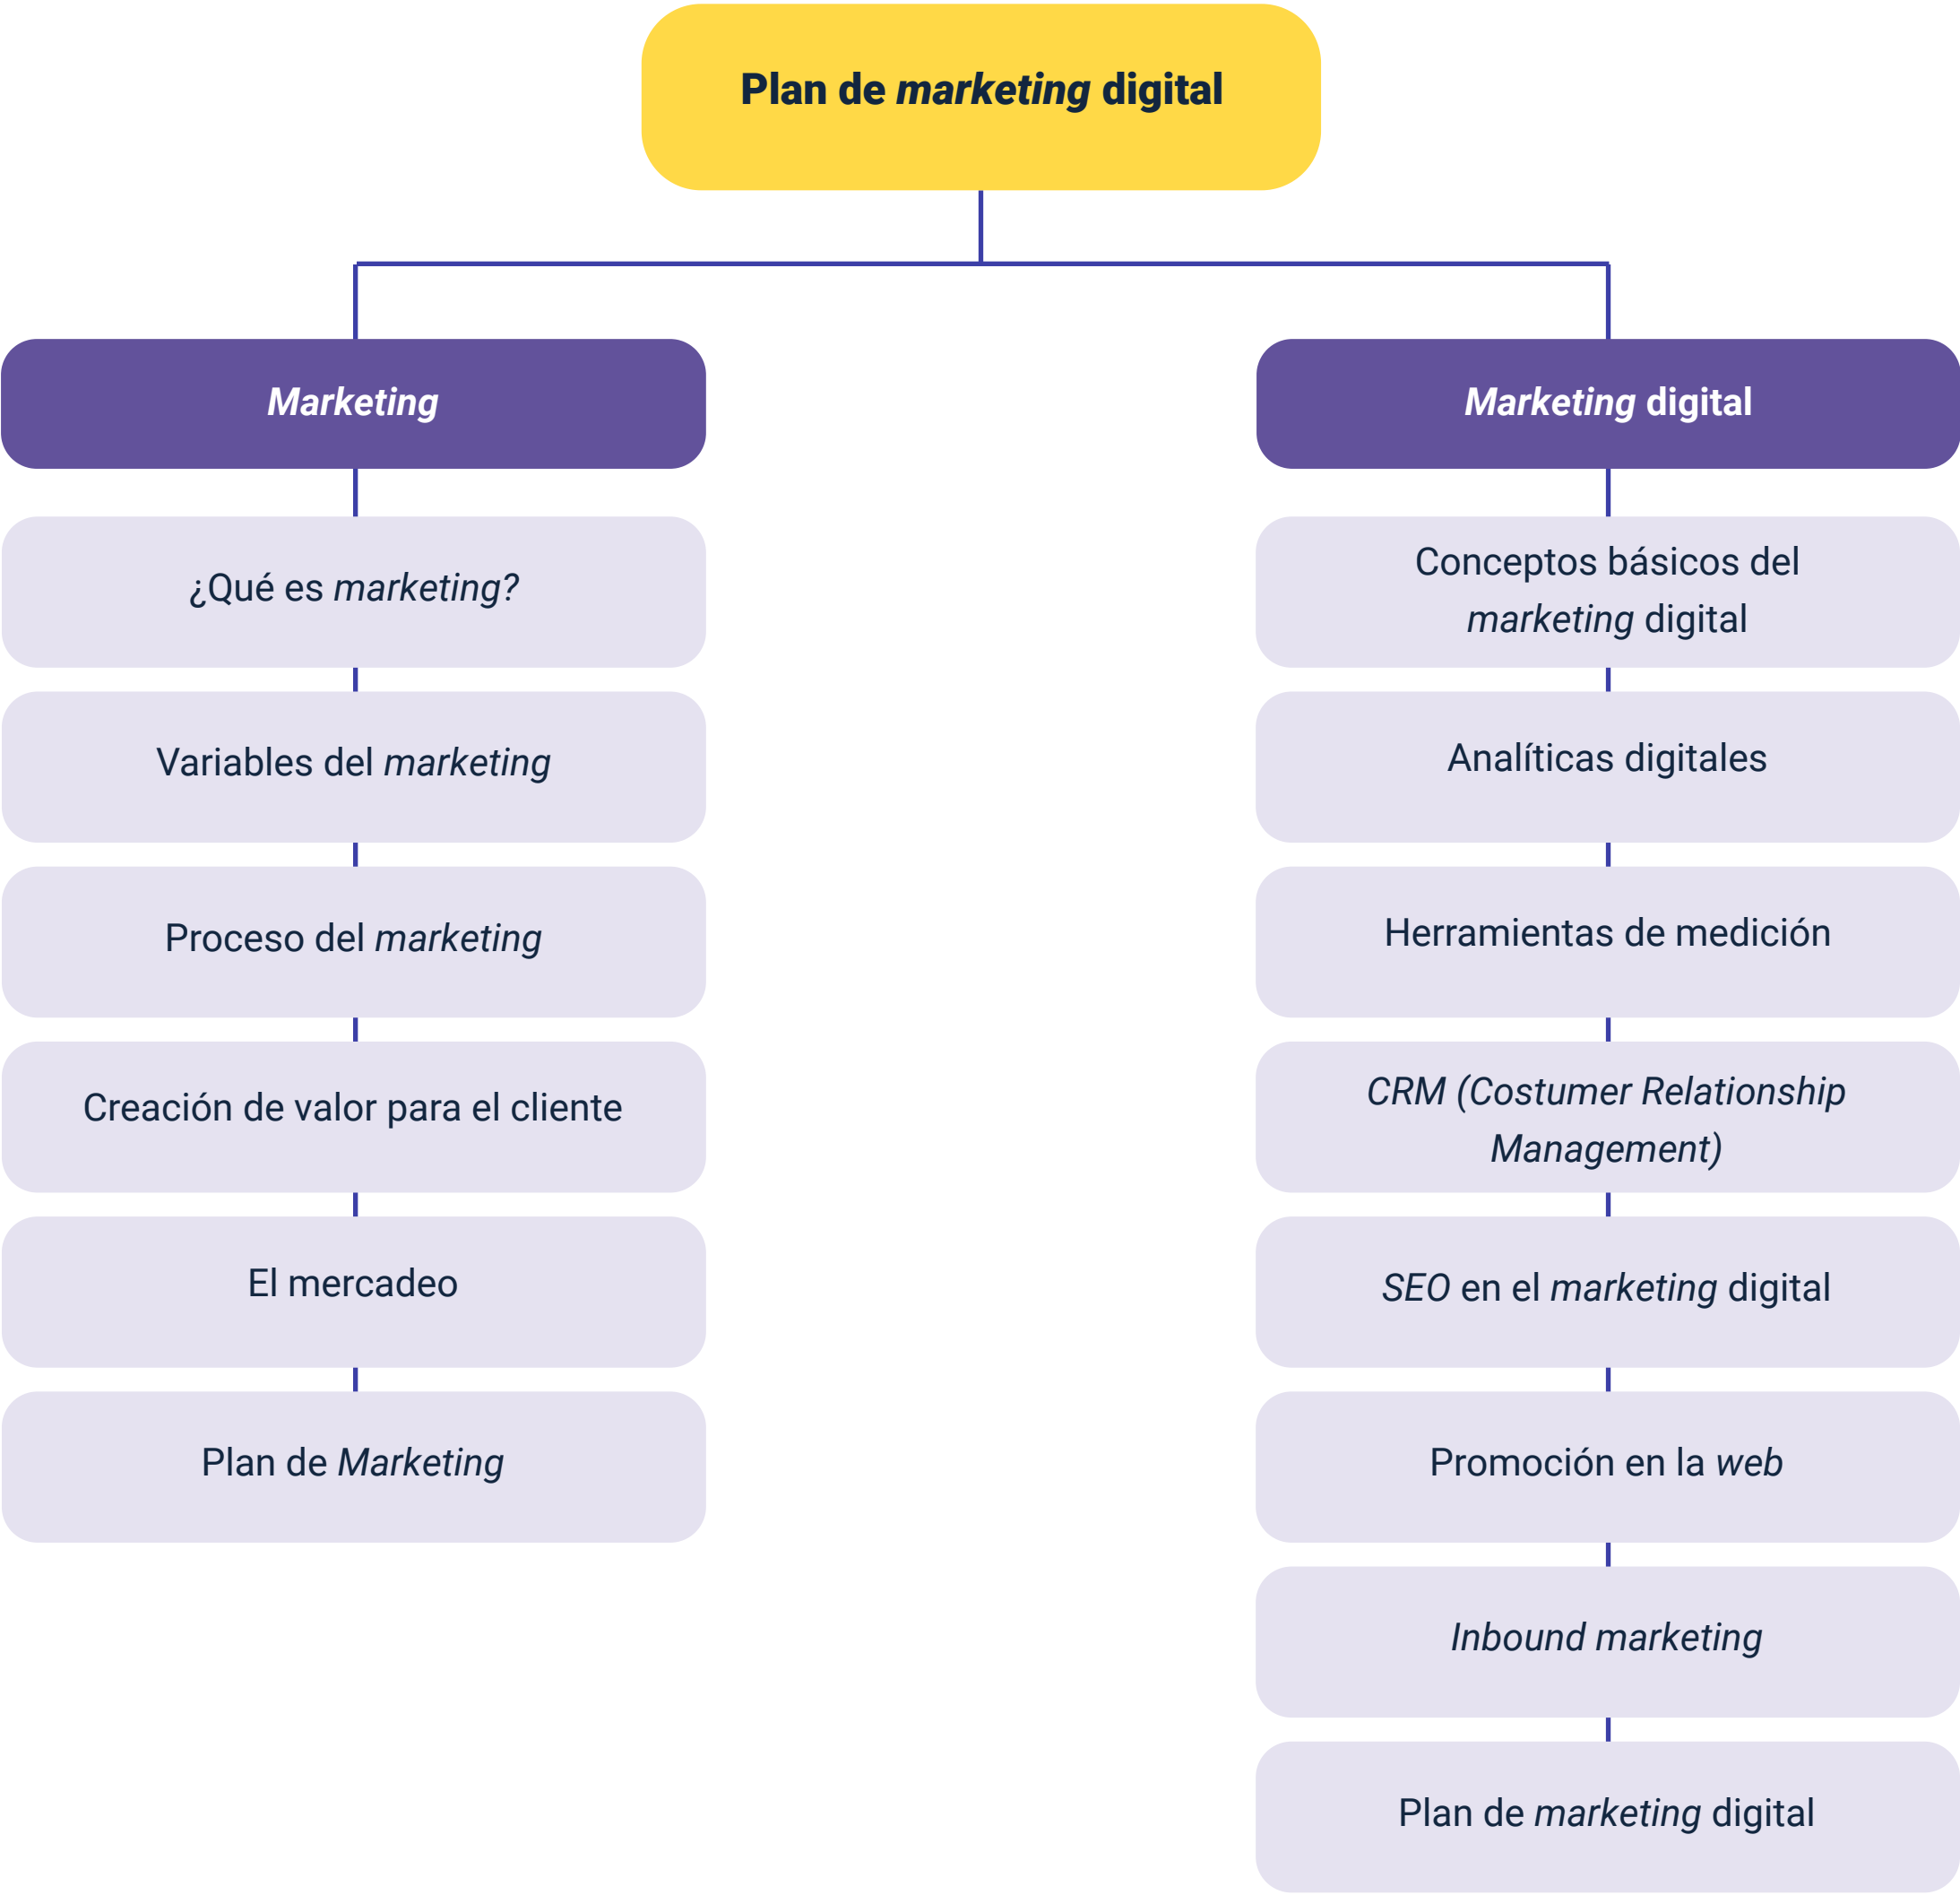 Plan de marketing digital
Marketing
¿Qué es marketing?
Variables del marketing
Proceso del marketing
Creación de valor para el cliente
El mercadeo
Plan de Marketing
Marketing digital
Conceptos básicos del
marketing digital
Analíticas digitales
Herramientas de medición
CRM (Costumer Relationship
Management)
SEO en el marketing digital
Promoción en la web
Inbound marketing
Plan de marketing digital